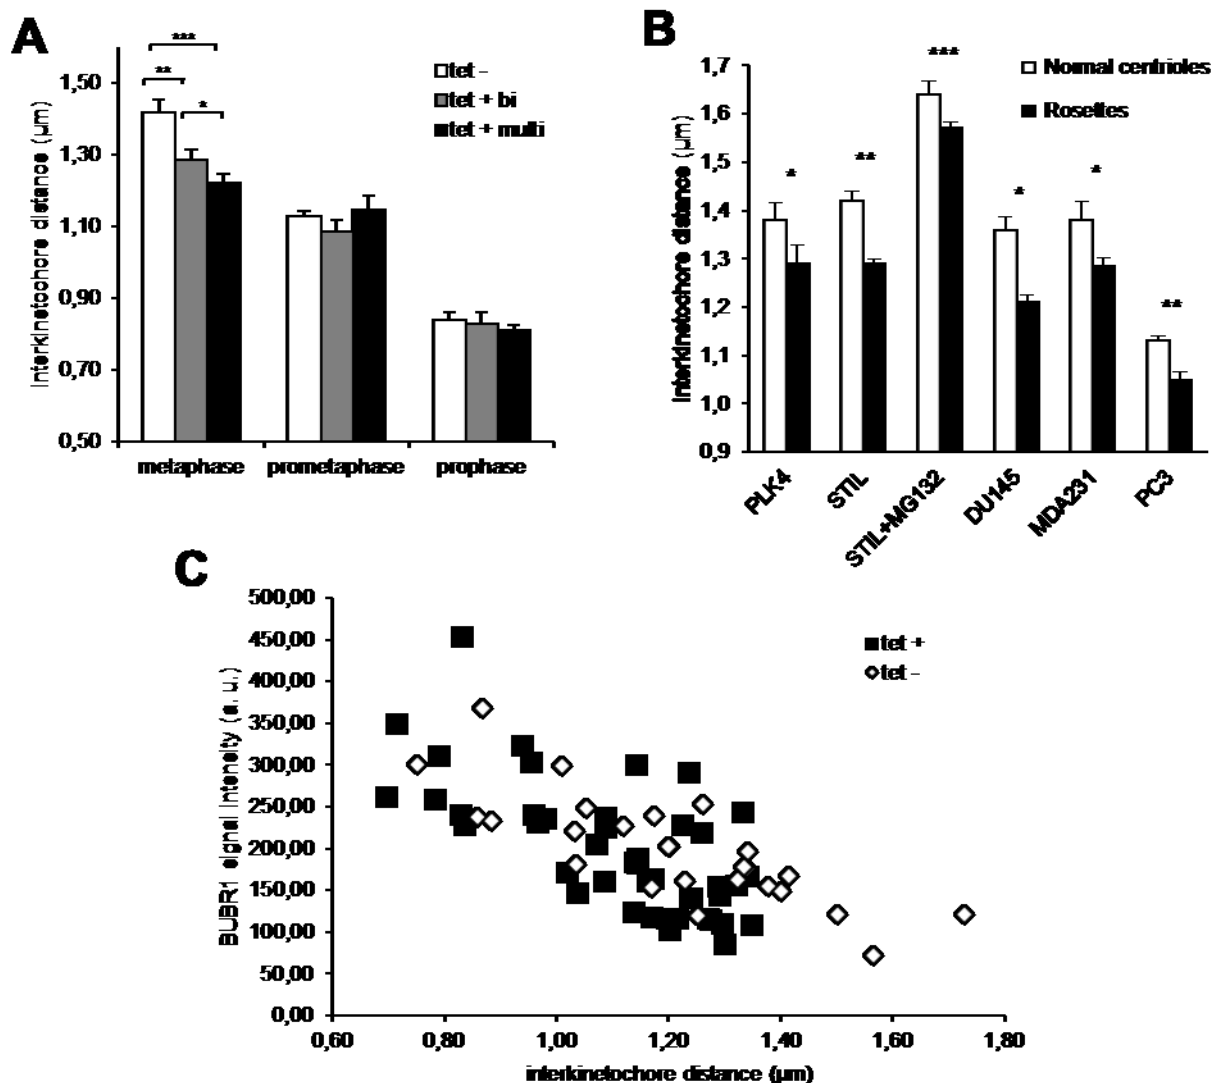 A
***
**
*
tet -
tet + bi
tet + multi
Interkinetochore distance (µm)
1,50
1,30
1,10
0,90
0,70
0,50
metaphase prometaphase prophase
B
Normal centrioles
Rosettes
Interkinetochore distance (µm)
1,7
1,6
1,5
1,4
1,3
1,2
1,1
1,0
0,9
*
**
***
*
*
**
PLK4
STIL
STIL+MG132
DU145
MDA231
PC3
C
tet +
tet -
BUBR1 signal intensity (a. u.)
500,00
450,00
400,00
350,00
300,00
250,00
200,00
150,00
100,00
50,00
0,00
0,60 0,80 1,00 1,20 1,40 1,60 1,80
interkinetochore distance (µm)